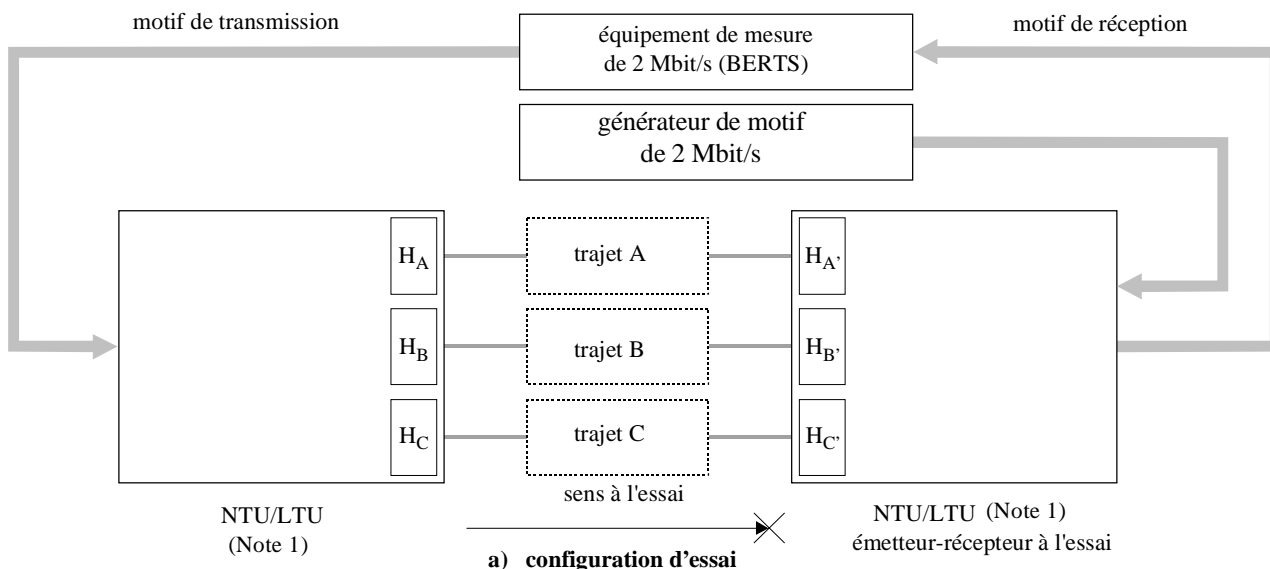 motif de transmission
équipement de mesure
de 2 Mbit/s (BERTS)
motif de réception
générateur de motif
de 2 Mbit/s
H_A
trajet A
H_A'
H_B
trajet B
H_B'
H_C
trajet C
H_C'
sens à l'essai
NTU/LTU
(Note 1)
NTU/LTU (Note 1)
émetteur-récepteur à l'essai
a) configuration d'essai